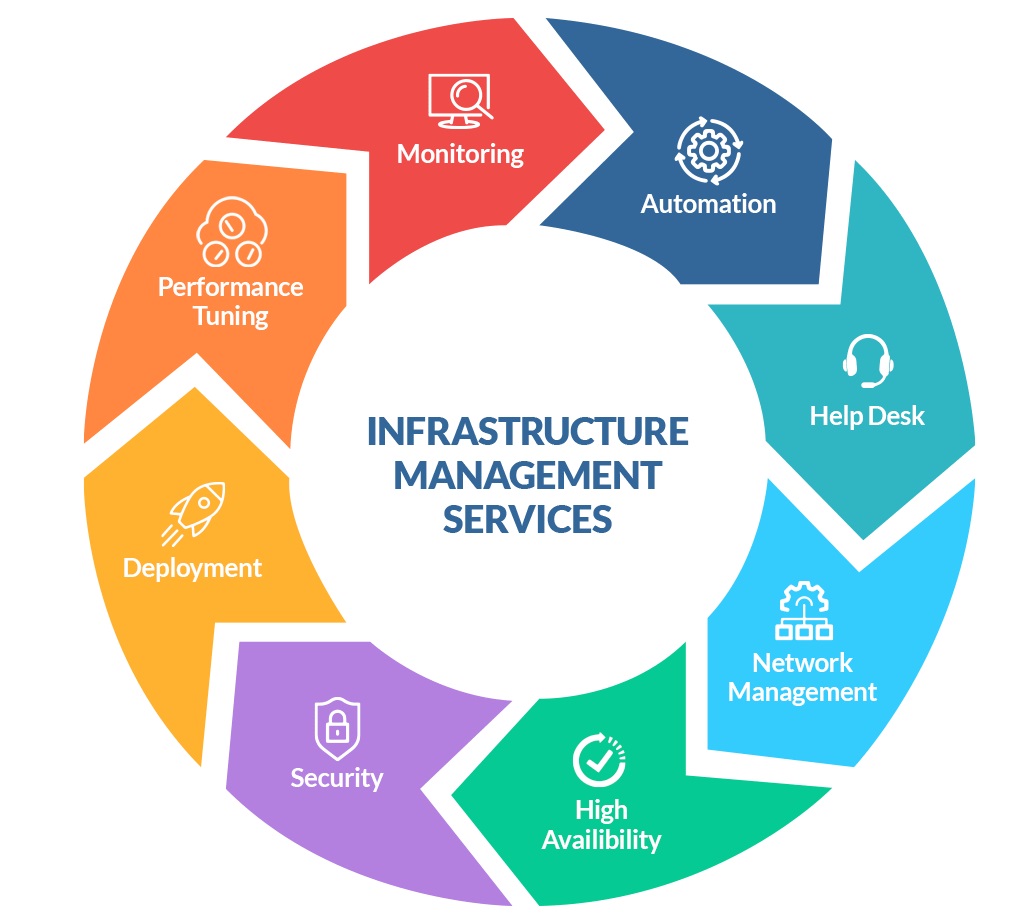 Monitoring
Automation
Help Desk
Network
Management
High
Availibility
Security
Deployment
Performance
Tuning
INFRASTRUCTURE
MANAGEMENT
SERVICES